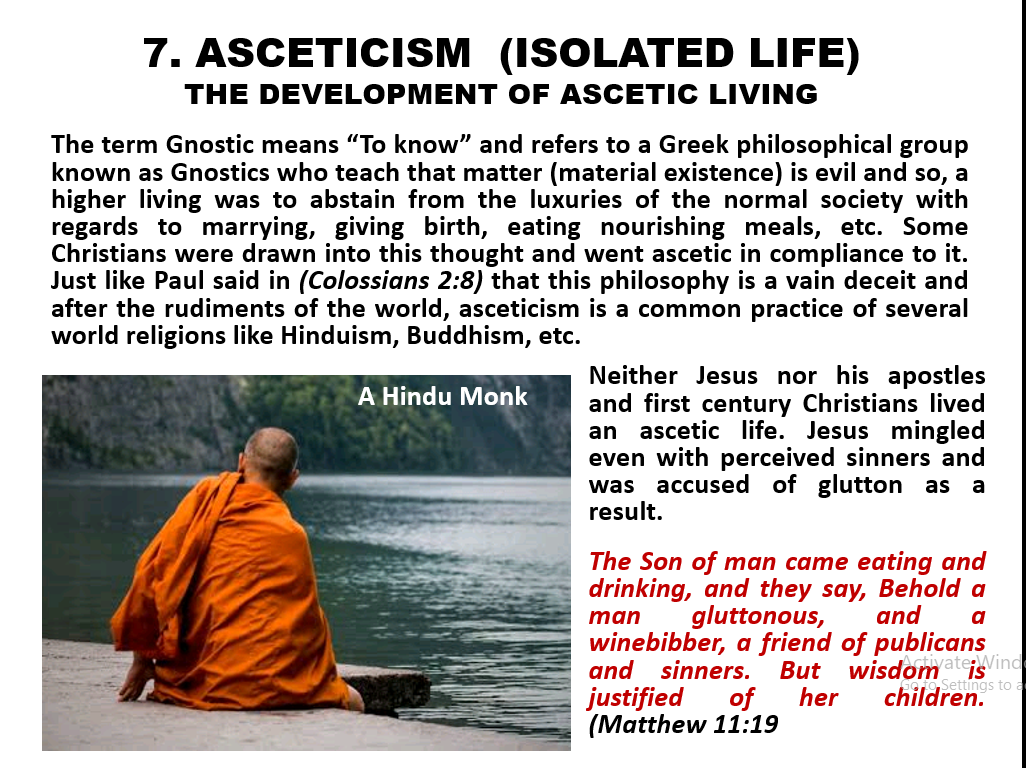 7. ASCETICISM (ISOLATED LIFE)
THE DEVELOPMENT OF ASCETIC LIVING
The term Gnostic means “To know” and refers to a Greek philosophical group
known as Gnostics who teach that matter (material existence) is evil and so, a
higher living was to abstain from the luxuries of the normal society with
regards to marrying, giving birth, eating nourishing meals, etc. Some
Christians were drawn into this thought and went ascetic in compliance to it.
Just like Paul said in (Colossians 2:8) that this philosophy is a vain deceit and
after the rudiments of the world, asceticism is a common practice of several
world religions like Hinduism, Buddhism, etc.
A Hindu Monk
Neither Jesus nor his apostles
and first century Christians lived
an ascetic life. Jesus mingled
even with perceived sinners and
was accused of glutton as a
result.
The Son of man came eating and
drinking, and they say, Behold a
man gluttonous, and a
winebibber, a friend of publicans
and sinners. But wisdom is
justified of her children.
(Matthew 11:19
Activate Windo
Go to Settings to a